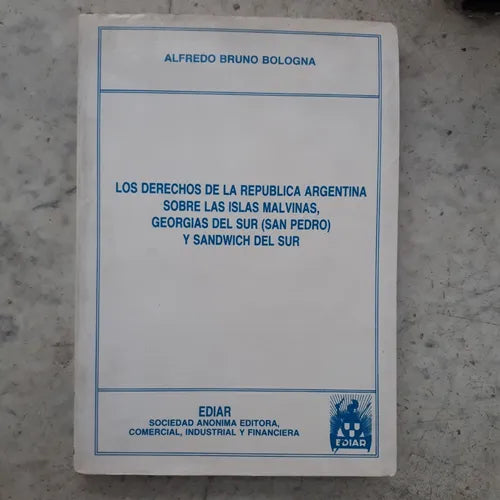 ALFREDO BRUNO BOLOGNA
LOS DERECHOS DE LA REPUBLICA ARGENTINA
SOBRE LAS ISLAS MALVINAS,
GEORGIAS DEL SUR (SAN PEDRO)
Y SANDWICH DEL SUR
EDIAR
SOCIEDAD ANONIMA EDITORA,
COMERCIAL, INDUSTRIAL Y FINANCIERA
EDIAR